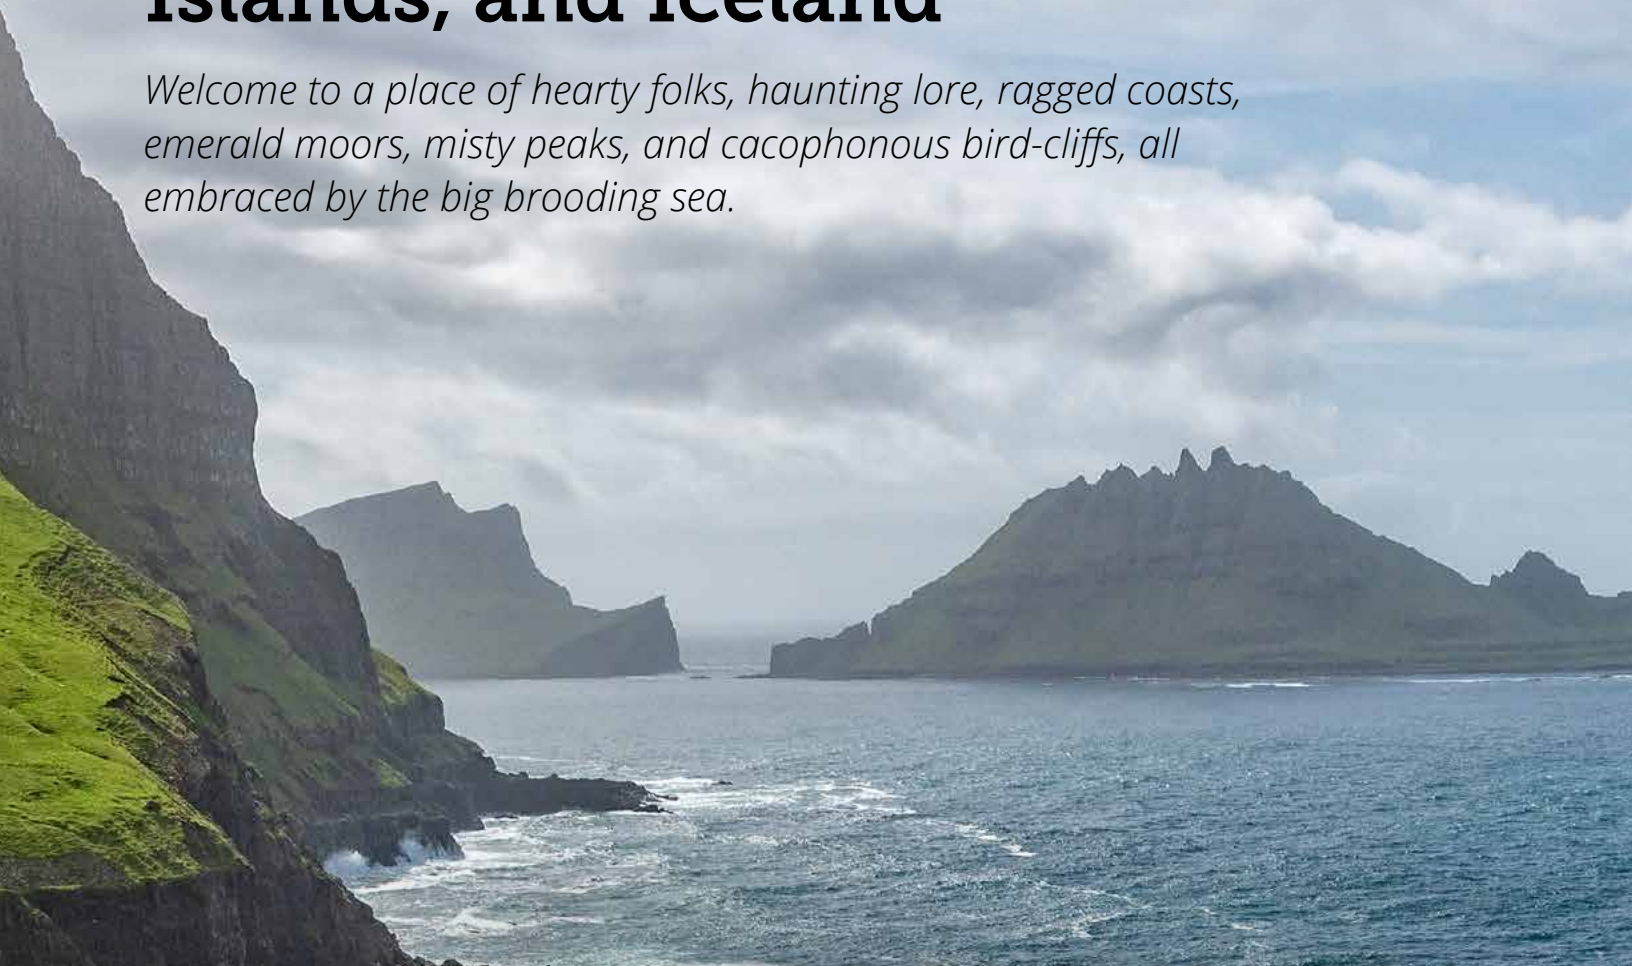 Islands, and Iceland
Welcome to a place of hearty folks, haunting lore, ragged coasts,
emerald moors, misty peaks, and cacophonous bird-cliffs, all
embraced by the big brooding sea.